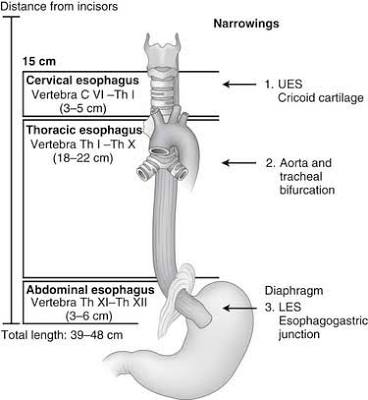 Distance from incisors
Narrowings
15 cm
Cervical esophagus
Vertebra C VI –Th I
(3–5 cm)
1. UES
Cricoid cartilage
Thoracic esophagus
Vertebra Th I –Th X
(18–22 cm)
2. Aorta and
tracheal
bifurcation
Abdominal esophagus
Vertebra Th XI–Th XII
(3–6 cm)
Diaphragm
3. LES
Esophagogastric
junction
Total length: 39–48 cm